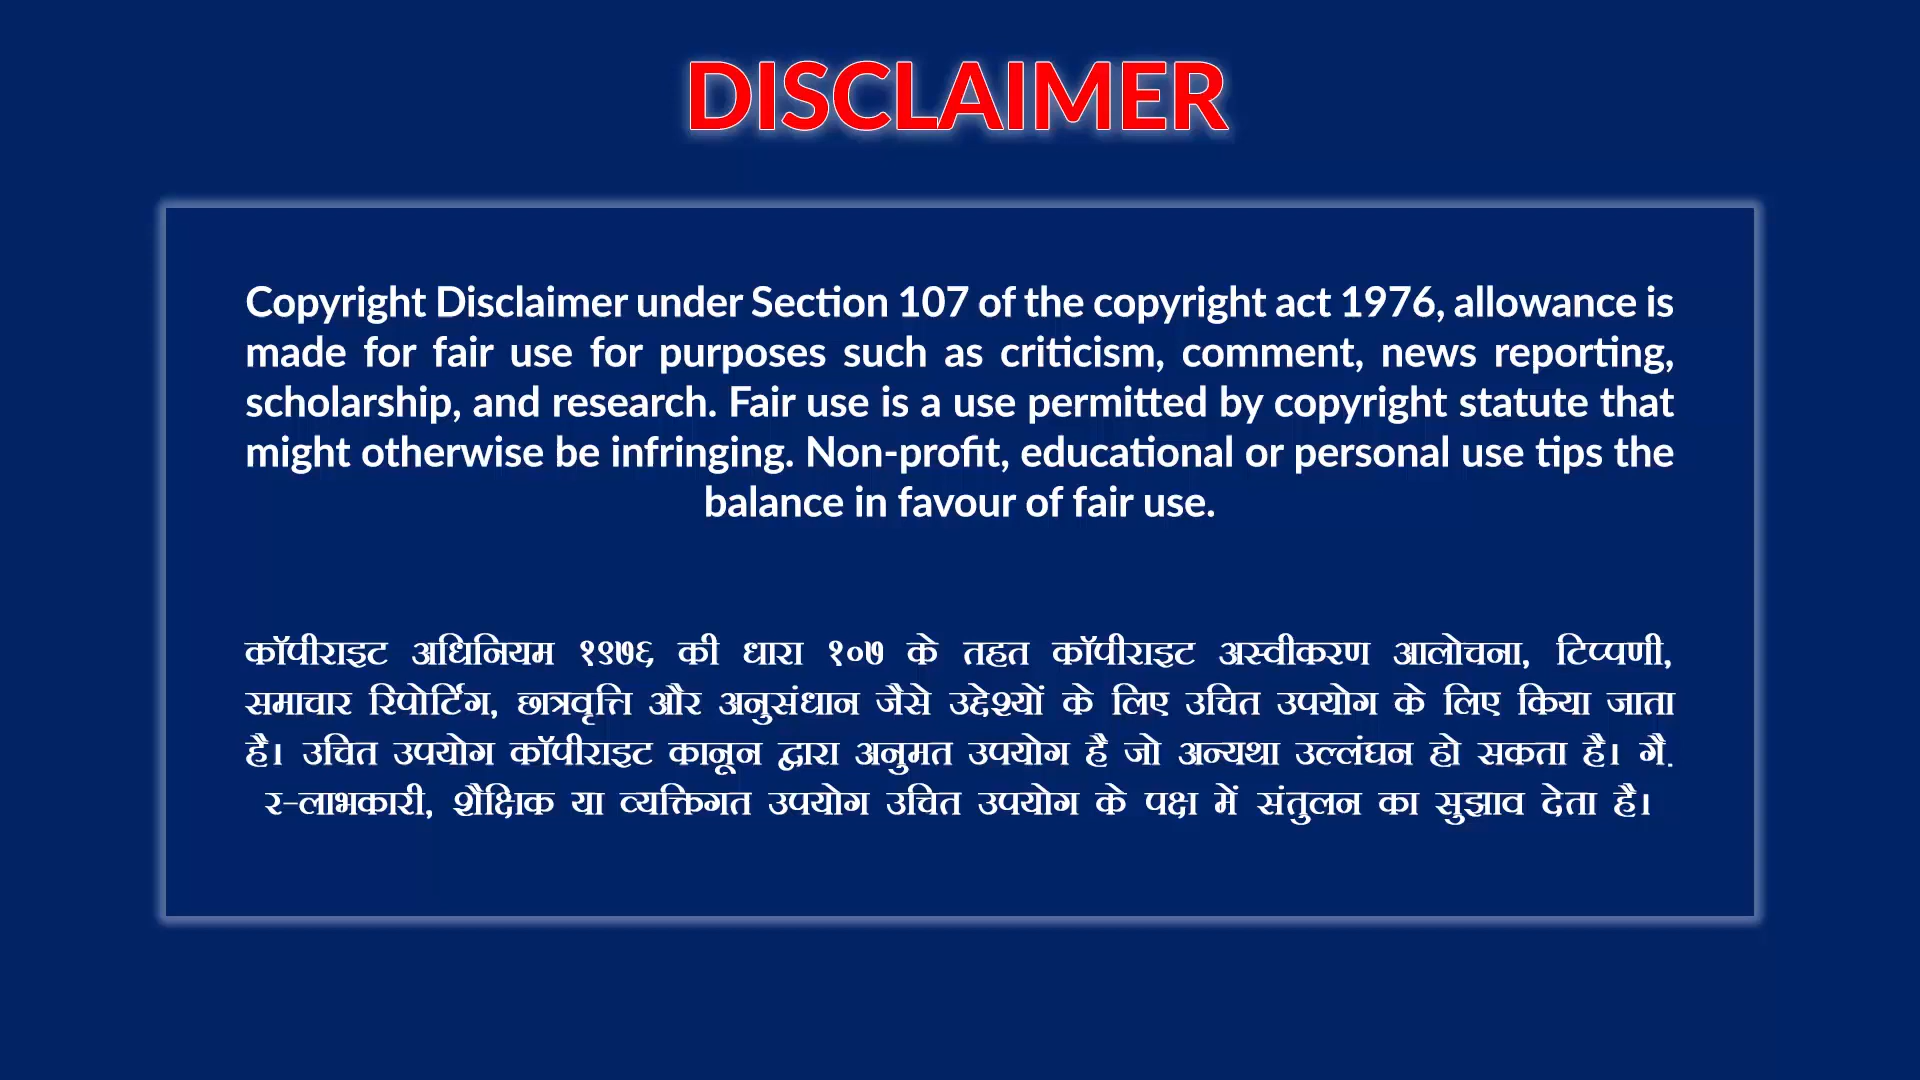 DISCLAIMER
Copyright Disclaimer under Section 107 of the copyright act 1976, allowance is
made for fair use for purposes such as criticism, comment, news reporting,
scholarship, and research. Fair use is a use permitted by copyright statute that
might otherwise be infringing. Non-profit, educational or personal use tips the
balance in favour of fair use.
कॉपीराइट अधिनियम १९७६ की धारा १०७ के तहत कॉपीराइट अस्वीकरण आलोचना, टिप्पणी,
समाचार रिपोर्टिंग, छात्रवृत्ति और अनुसंधान जैसे उद्देश्यों के लिए उचित उपयोग के लिए किया जाता
है। उचित उपयोग कॉपीराइट कानून द्वारा अनुमत उपयोग है जो अन्यथा उल्लंघन हो सकता है। गै.
र-लाभकारी, शैक्षिक या व्यक्तिगत उपयोग उचित उपयोग के पक्ष में संतुलन का सुझाव देता है।